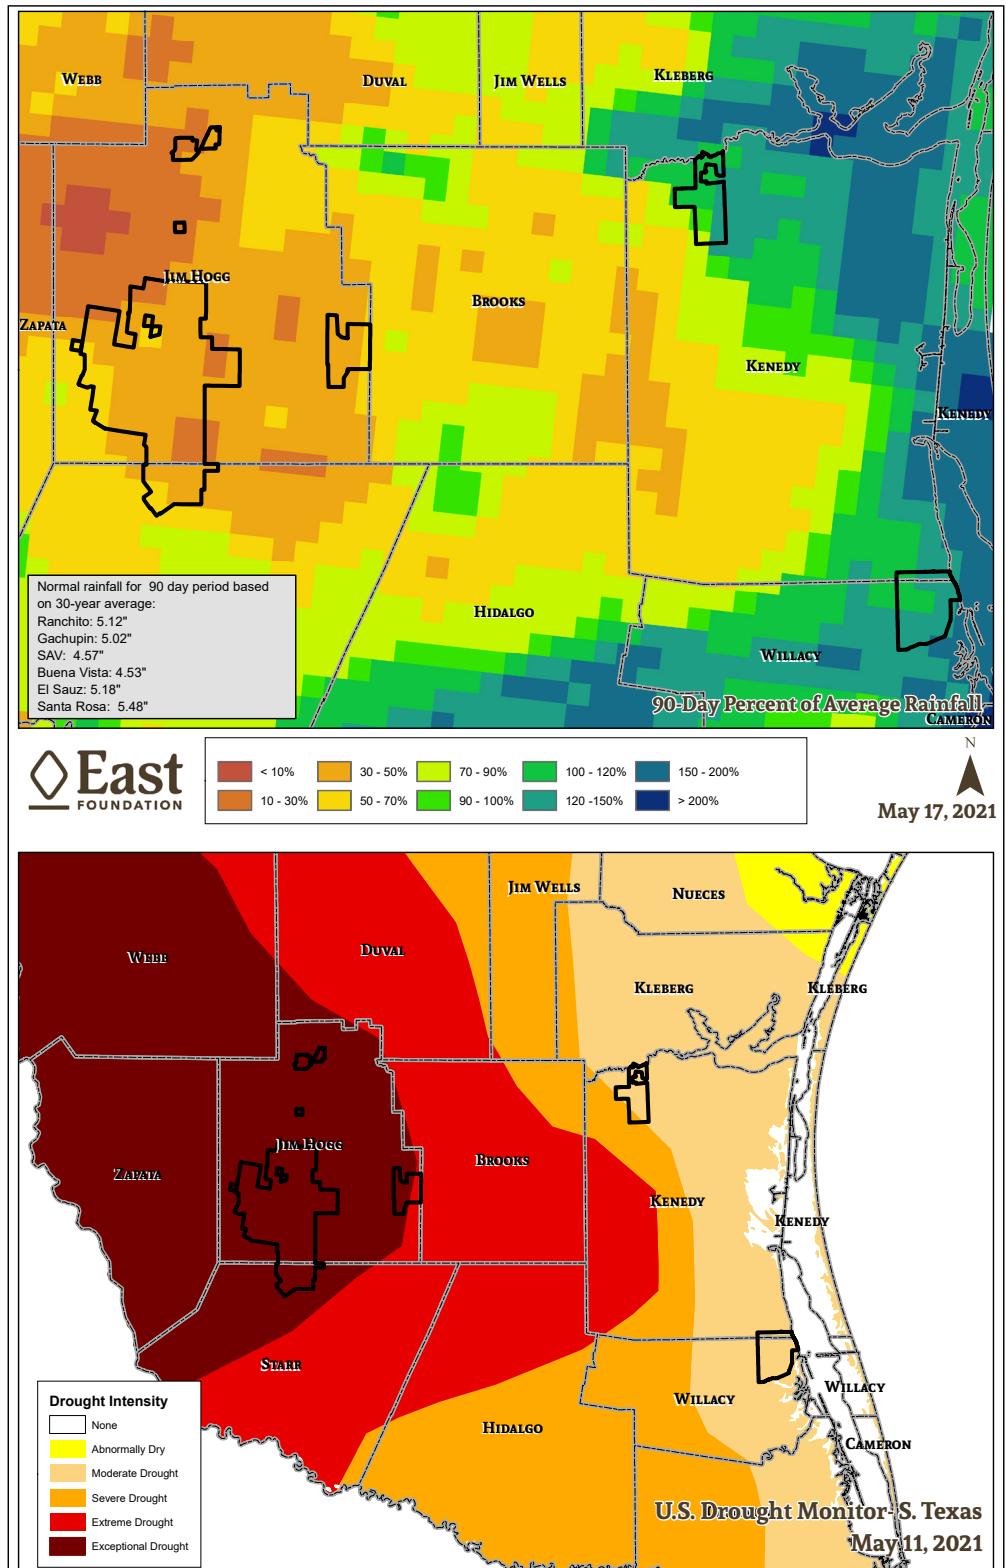 WEBB
DUVAL
JIM WELLS
KLEBERG
JIM HOGG
ZAPATA
BROOKS
KENEDY
KENEDY
HIDALGO
WILLACY
CAMERON
Normal rainfall for 90 day period based
on 30-year average:
Ranchito: 5.12"
Gachupin: 5.02"
SAV: 4.57"
Buena Vista: 4.53"
El Sauz: 5.18"
Santa Rosa: 5.48"
90-Day Percent of Average Rainfall
East
FOUNDATION
< 10%
30 - 50%
70 - 90%
100 - 120%
150 - 200%
10 - 30%
50 - 70%
90 - 100%
120 -150%
> 200%
N
May 17, 2021
JIM WELLS
NUECES
WEBB
DUVAL
KLEBERG
KLEBERG
JIM HOGG
ZAPATA
BROOKS
KENEDY
KENEDY
STARR
HIDALGO
WILLACY
WILLACY
CAMERON
Drought Intensity
None
Abnormally Dry
Moderate Drought
Severe Drought
Extreme Drought
Exceptional Drought
U.S. Drought Monitor- S. Texas
May 11, 2021